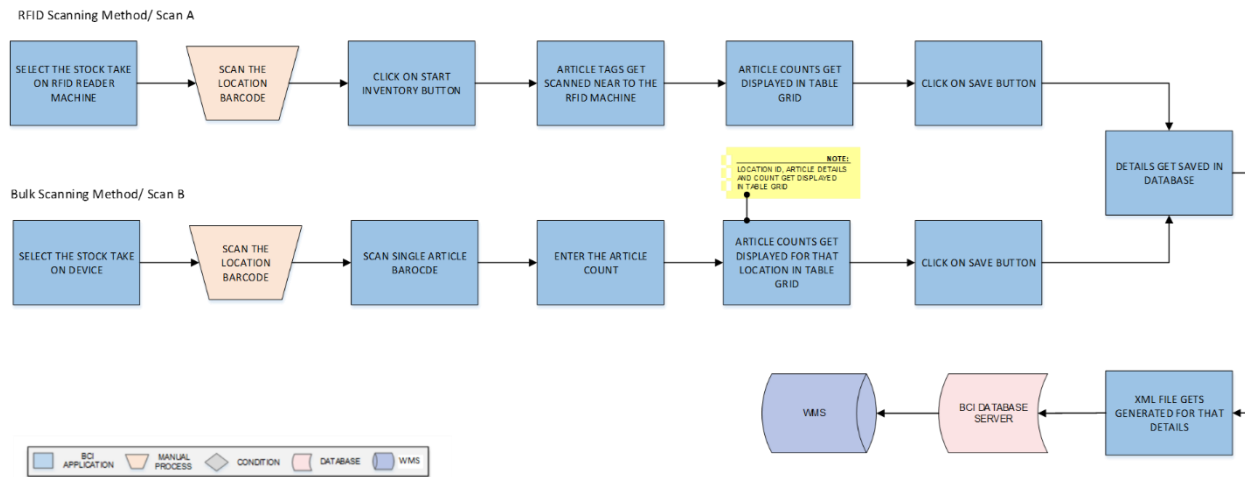 RFID Scanning Method/ Scan A
SELECT THE STOCK TAKE
ON RFID READER
MACHINE
SCAN THE
LOCATION
BARCODE
CLICK ON START
INVENTORY BUTTON
ARTICLE TAGS GET
SCANNED NEAR TO THE
RFID MACHINE
ARTICLE COUNTS GET
DISPLAYED IN TABLE
GRID
CLICK ON SAVE BUTTON
DETAILS GET SAVED IN
DATABASE
NOTE:
LOCATION ID, ARTICLE DETAILS
AND COUNT GET DISPLAYED
IN TABLE GRID
Bulk Scanning Method/ Scan B
SELECT THE STOCK TAKE
ON DEVICE
SCAN THE
LOCATION
BARCODE
SCAN SINGLE ARTICLE
BAROCDE
ENTER THE ARTICLE
COUNT
ARTICLE COUNTS GET
DISPLAYED FOR THAT
LOCATION IN TABLE
GRID
CLICK ON SAVE BUTTON
WMS
BCI DATABASE
SERVER
XML FILE GETS
GENERATED FOR THAT
DETAILS
BCI
APPLICATION
MANUAL
PROCESS
CONDITION
DATABASE
WMS